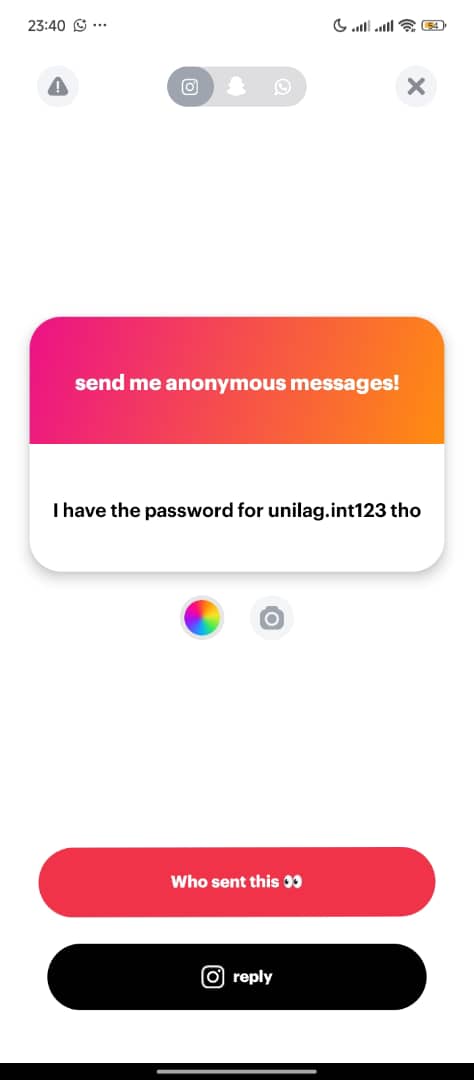 23:40 ...
54
send me anonymous messages!
I have the password for unilag.int123 tho
Who sent this 👀
reply